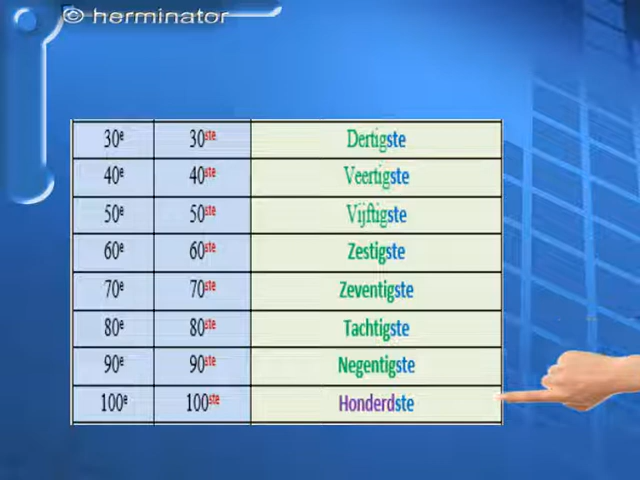 © herminator
30e 30ste Dertigste
40e 40ste Veertigste
50e 50ste Vijftigste
60e 60ste Zestigste
70e 70ste Zeventigste
80e 80ste Tachtigste
90e 90ste Negentigste
100e 100ste Honderdste